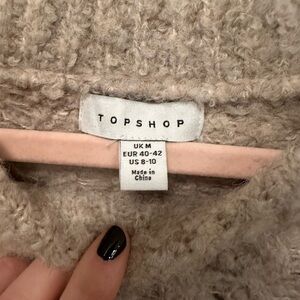 TOPSHOP
UK M
EUR 40-42
US 8-10
Made in
China